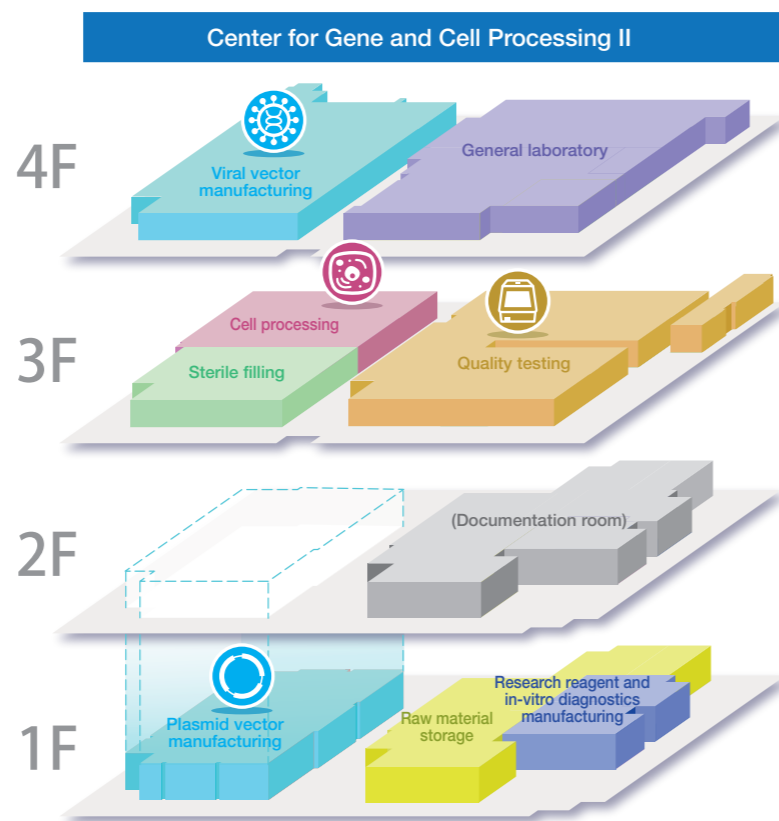 Center for Gene and Cell Processing II
4F
Viral vector
manufacturing
General laboratory
3F
Cell processing
Sterile filling
Quality testing
2F
(Documentation room)
1F
Plasmid vector
manufacturing
Raw material
storage
Research reagent and
in-vitro diagnostics
manufacturing